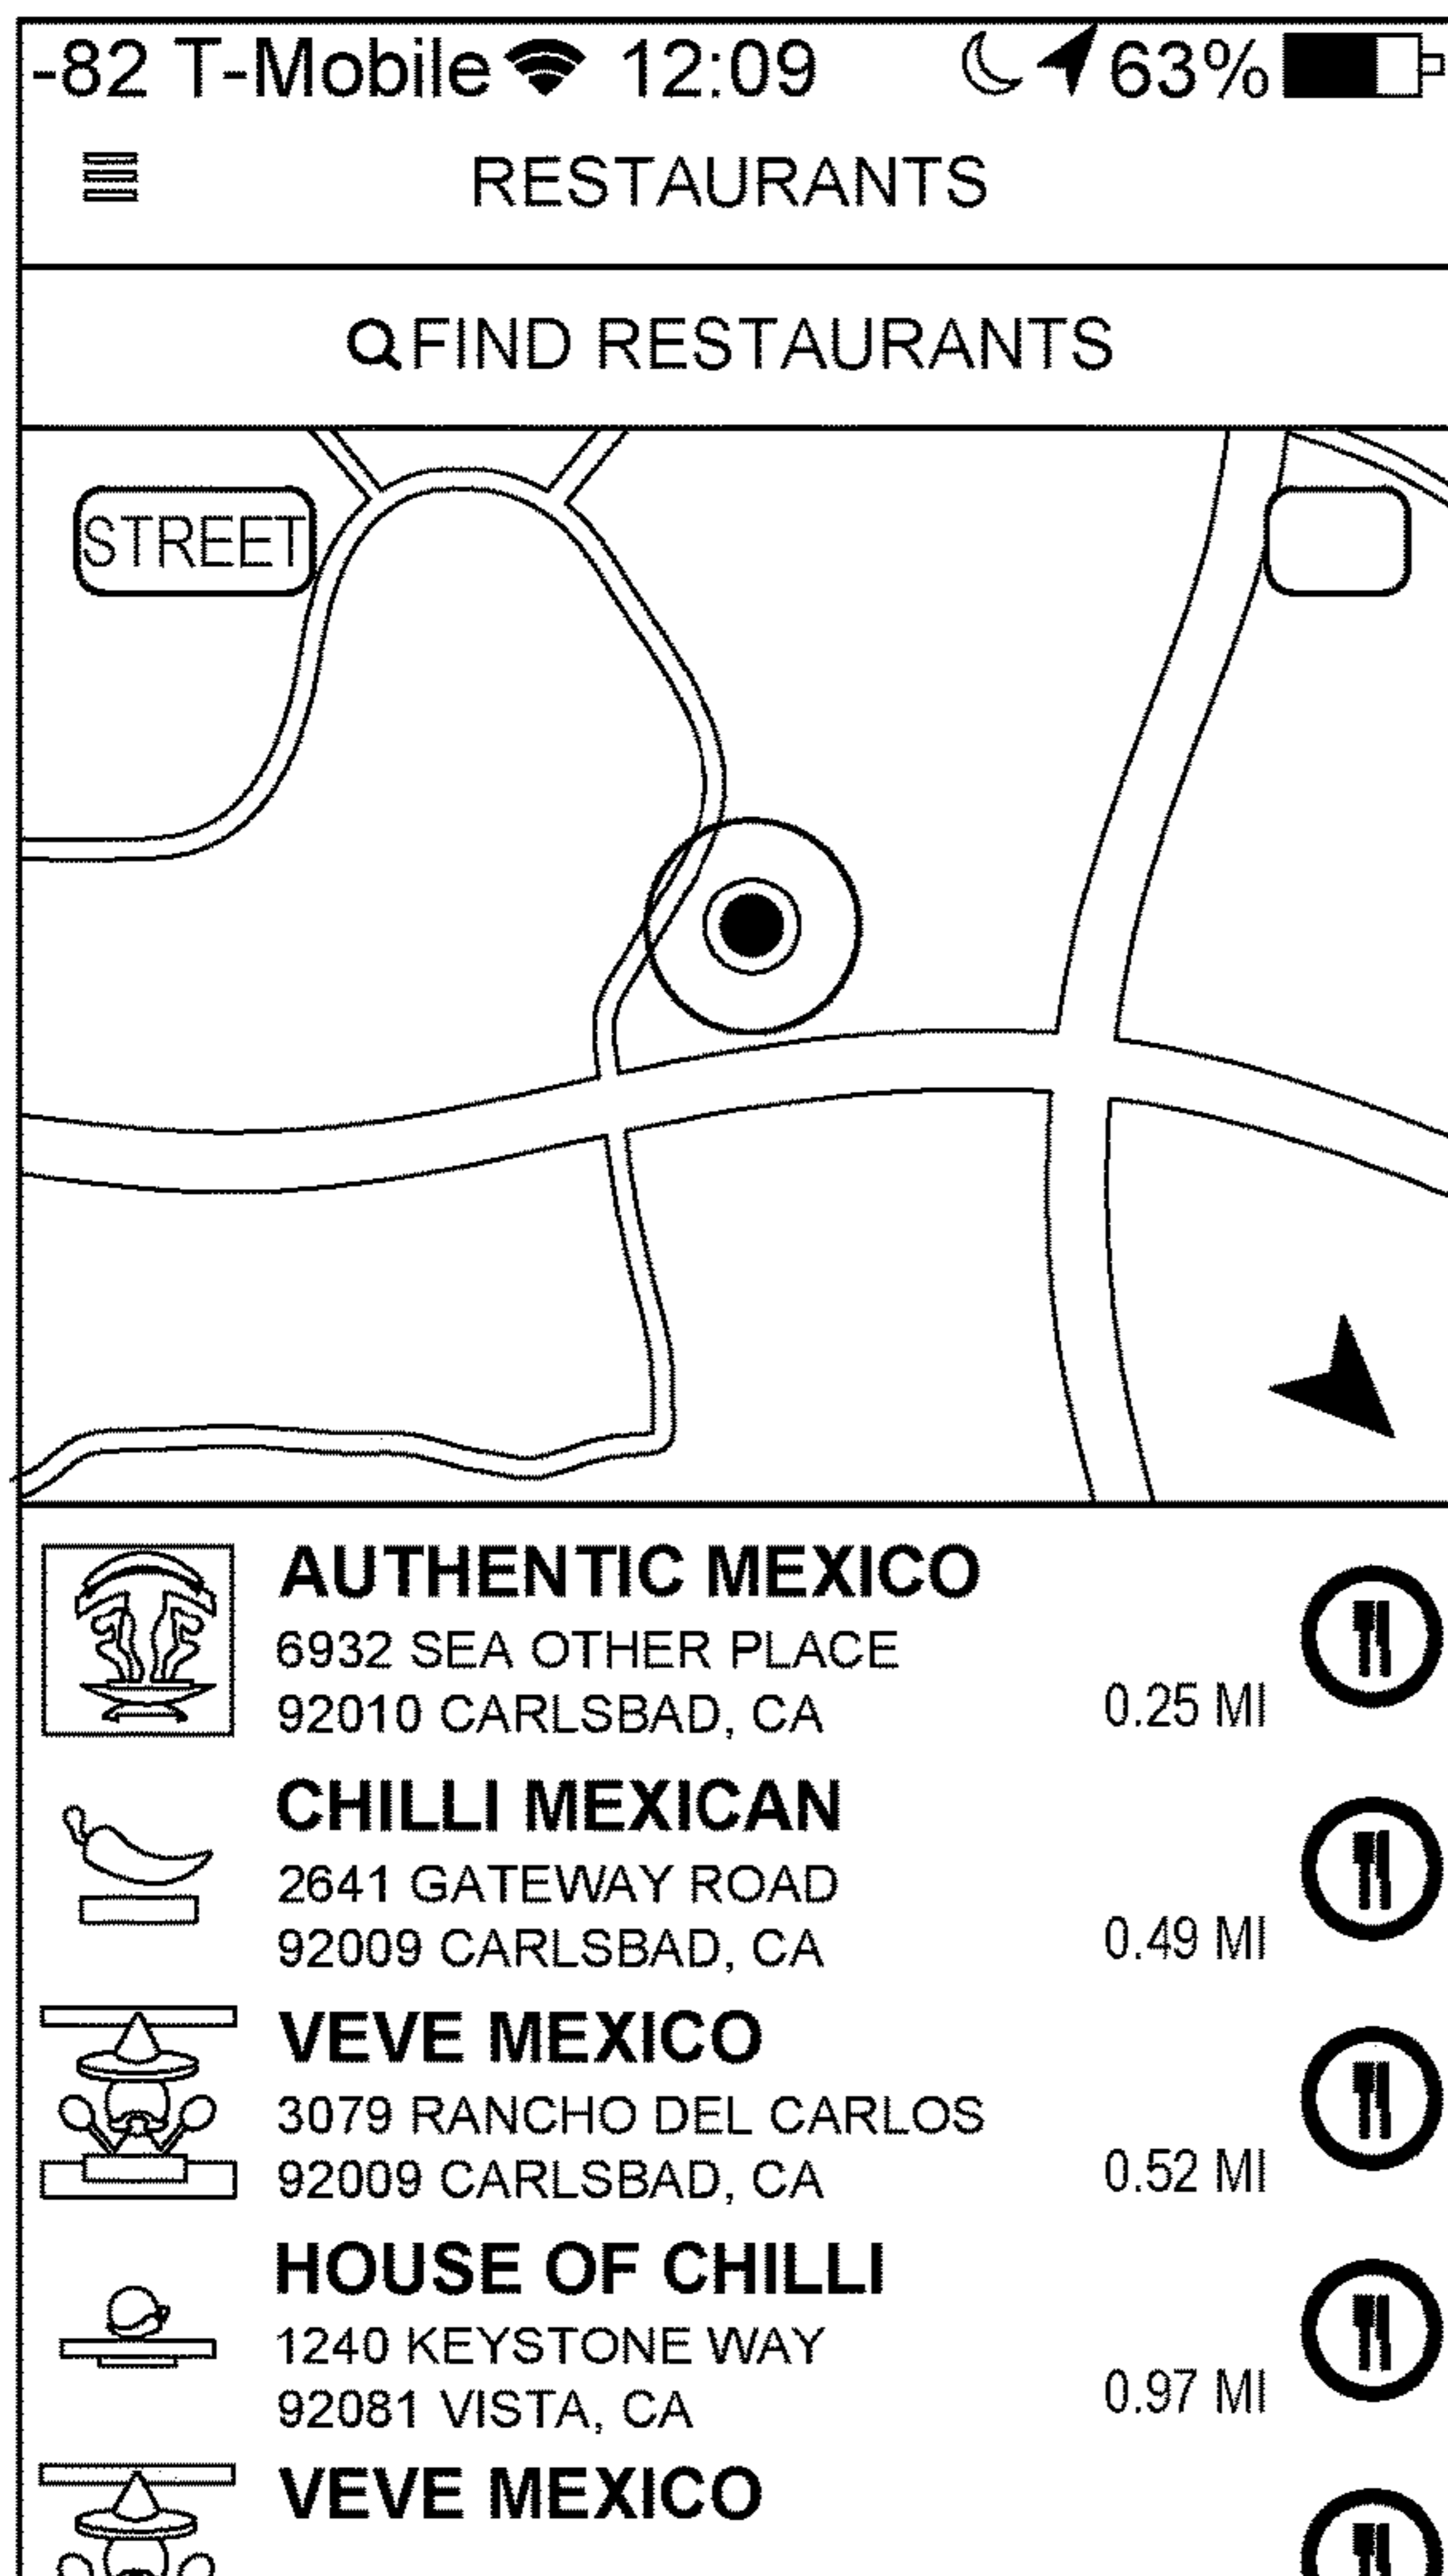 -82 T-Mobile 12:09 63%
RESTAURANTS
FIND RESTAURANTS
STREET
AUTHENTIC MEXICO
6932 SEA OTHER PLACE
92010 CARLSBAD, CA 0.25 MI
CHILLI MEXICAN
2641 GATEWAY ROAD
92009 CARLSBAD, CA 0.49 MI
VEVE MEXICO
3079 RANCHO DEL CARLOS
92009 CARLSBAD, CA 0.52 MI
HOUSE OF CHILLI
1240 KEYSTONE WAY
92081 VISTA, CA 0.97 MI
VEVE MEXICO